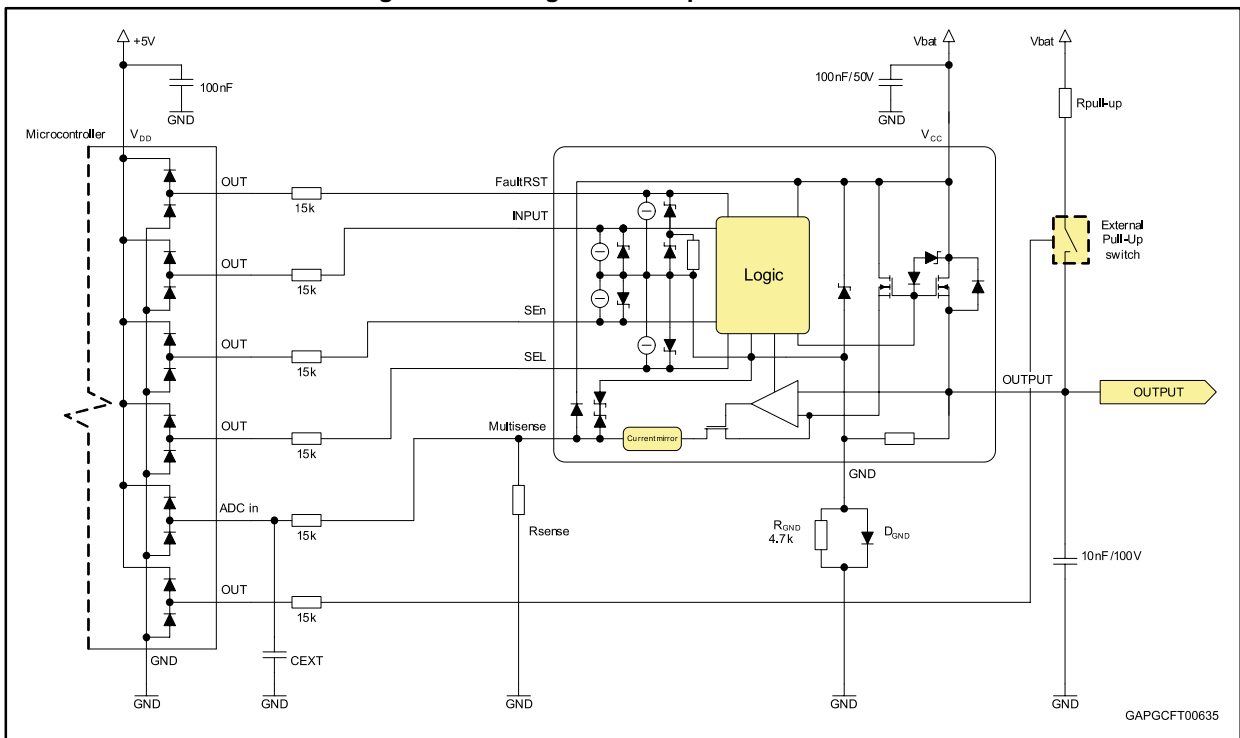 +5V
Vbat
Vbat
100nF
100nF/50V
GND
GND
Rpull-up
Microcontroller
VDD
VCC
OUT
15k
FaultRST
INPUT
External
Pull-Up
switch
OUT
15k
Logic
SEn
OUT
15k
SEL
OUTPUT
OUTPUT
OUT
15k
Multisense
Current mirror
GND
ADC in
15k
Rsense
RGND
4.7k
DGND
10nF/100V
OUT
15k
GND
CEXT
GND
GND
GND
GND
GND
GAPGCFT00635